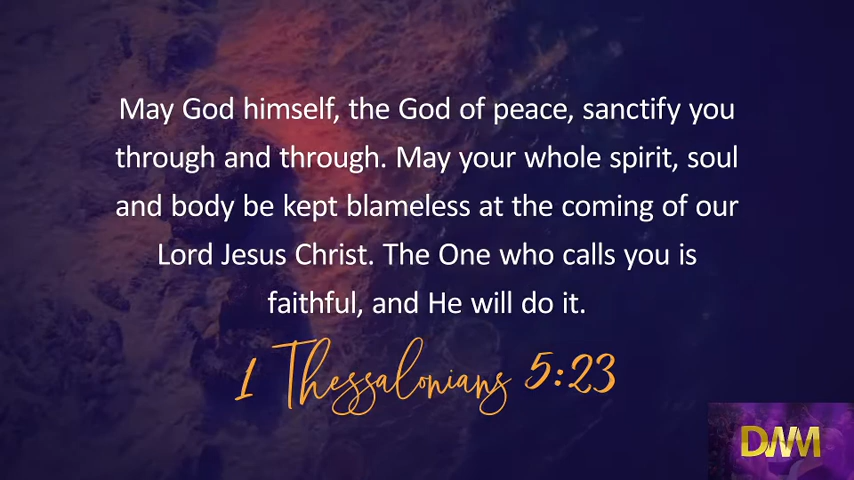 May God himself, the God of peace, sanctify you
through and through. May your whole spirit, soul
and body be kept blameless at the coming of our
Lord Jesus Christ. The One who calls you is
faithful, and He will do it.
1 Thessalonians 5:23
DWM